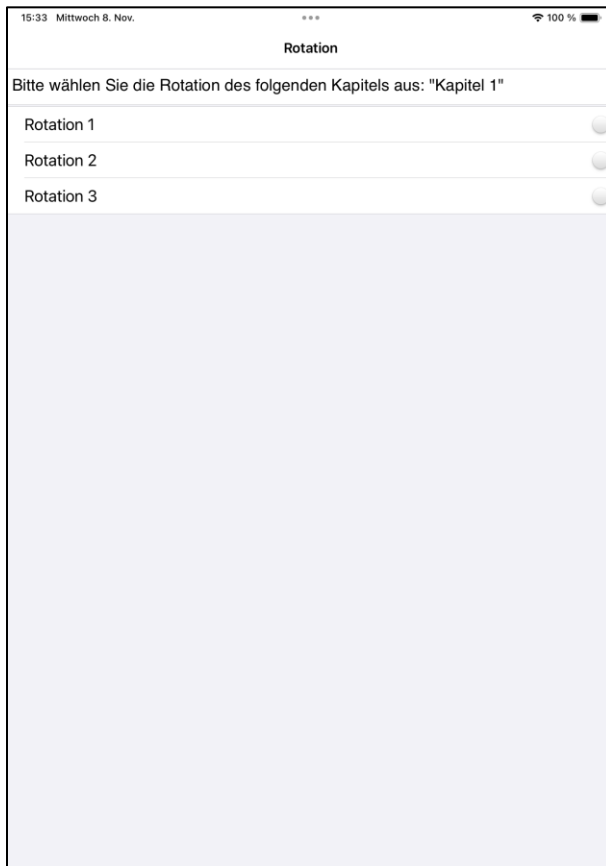 15:33 Mittwoch 8. Nov. 100 %
Rotation
Bitte wählen Sie die Rotation des folgenden Kapitels aus: "Kapitel 1"
Rotation 1
Rotation 2
Rotation 3